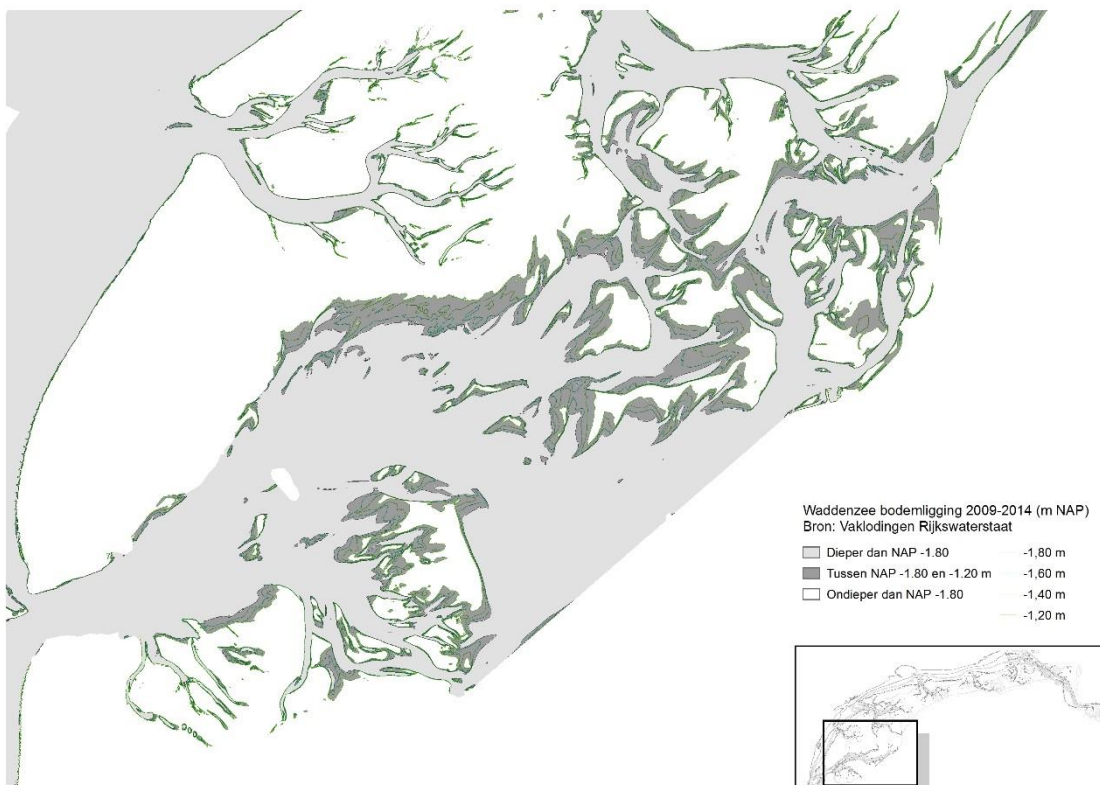 Waddenzee bodemligging 2009-2014 (m NAP)
Bron: Vaklodingen Rijkswaterstaat
Dieper dan NAP -1.80
Tussen NAP -1.80 en -1.20 m
Ondieper dan NAP -1.80
-1,80 m
-1,60 m
-1,40 m
-1,20 m